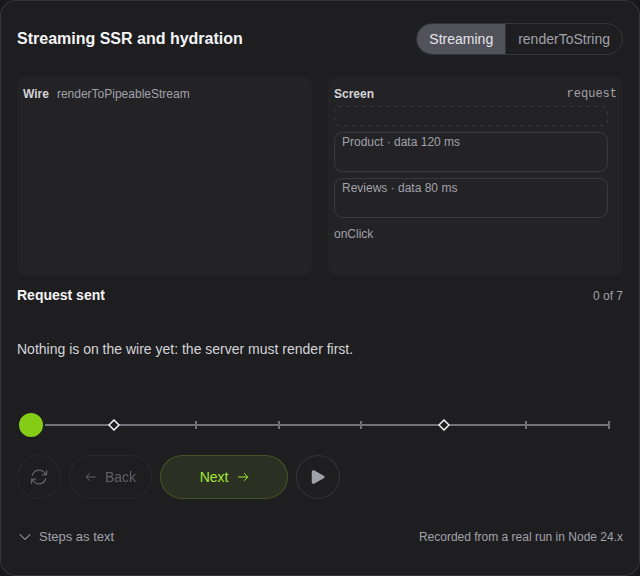 Streaming SSR and hydration
Streaming renderToString
Wire renderToPipeableStream
Screen request
Product · data 120 ms
Reviews · data 80 ms
onClick
Request sent 0 of 7
Nothing is on the wire yet: the server must render first.
Back Next
Steps as text Recorded from a real run in Node 24.x